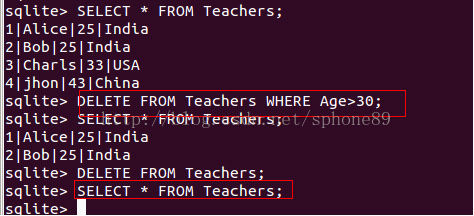 sqlite> SELECT * FROM Teachers;
1|Alice|25|India
2|Bob|25|India
3|Charls|33|USA
4|jhon|43|China
sqlite> DELETE FROM Teachers WHERE Age>30;
sqlite> SELECT * FROM Teachers;
http://blog.csdn.net/sphone89
1|Alice|25|India
2|Bob|25|India
sqlite> DELETE FROM Teachers;
sqlite> SELECT * FROM Teachers;
sqlite>